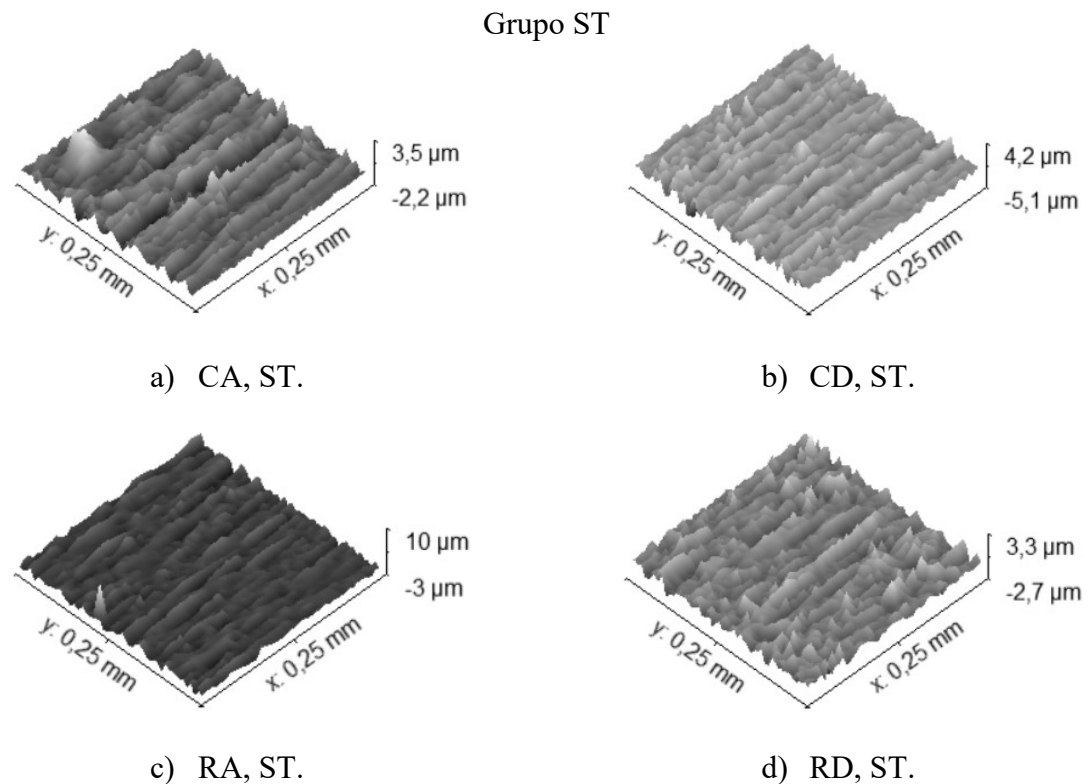 Grupo ST
3,5 µm
-2,2 µm
y: 0,25 mm
x: 0,25 mm
4,2 µm
-5,1 µm
y: 0,25 mm
x: 0,25 mm
a) CA, ST.
b) CD, ST.
10 µm
-3 µm
y: 0,25 mm
x: 0,25 mm
3,3 µm
-2,7 µm
y: 0,25 mm
x: 0,25 mm
c) RA, ST.
d) RD, ST.